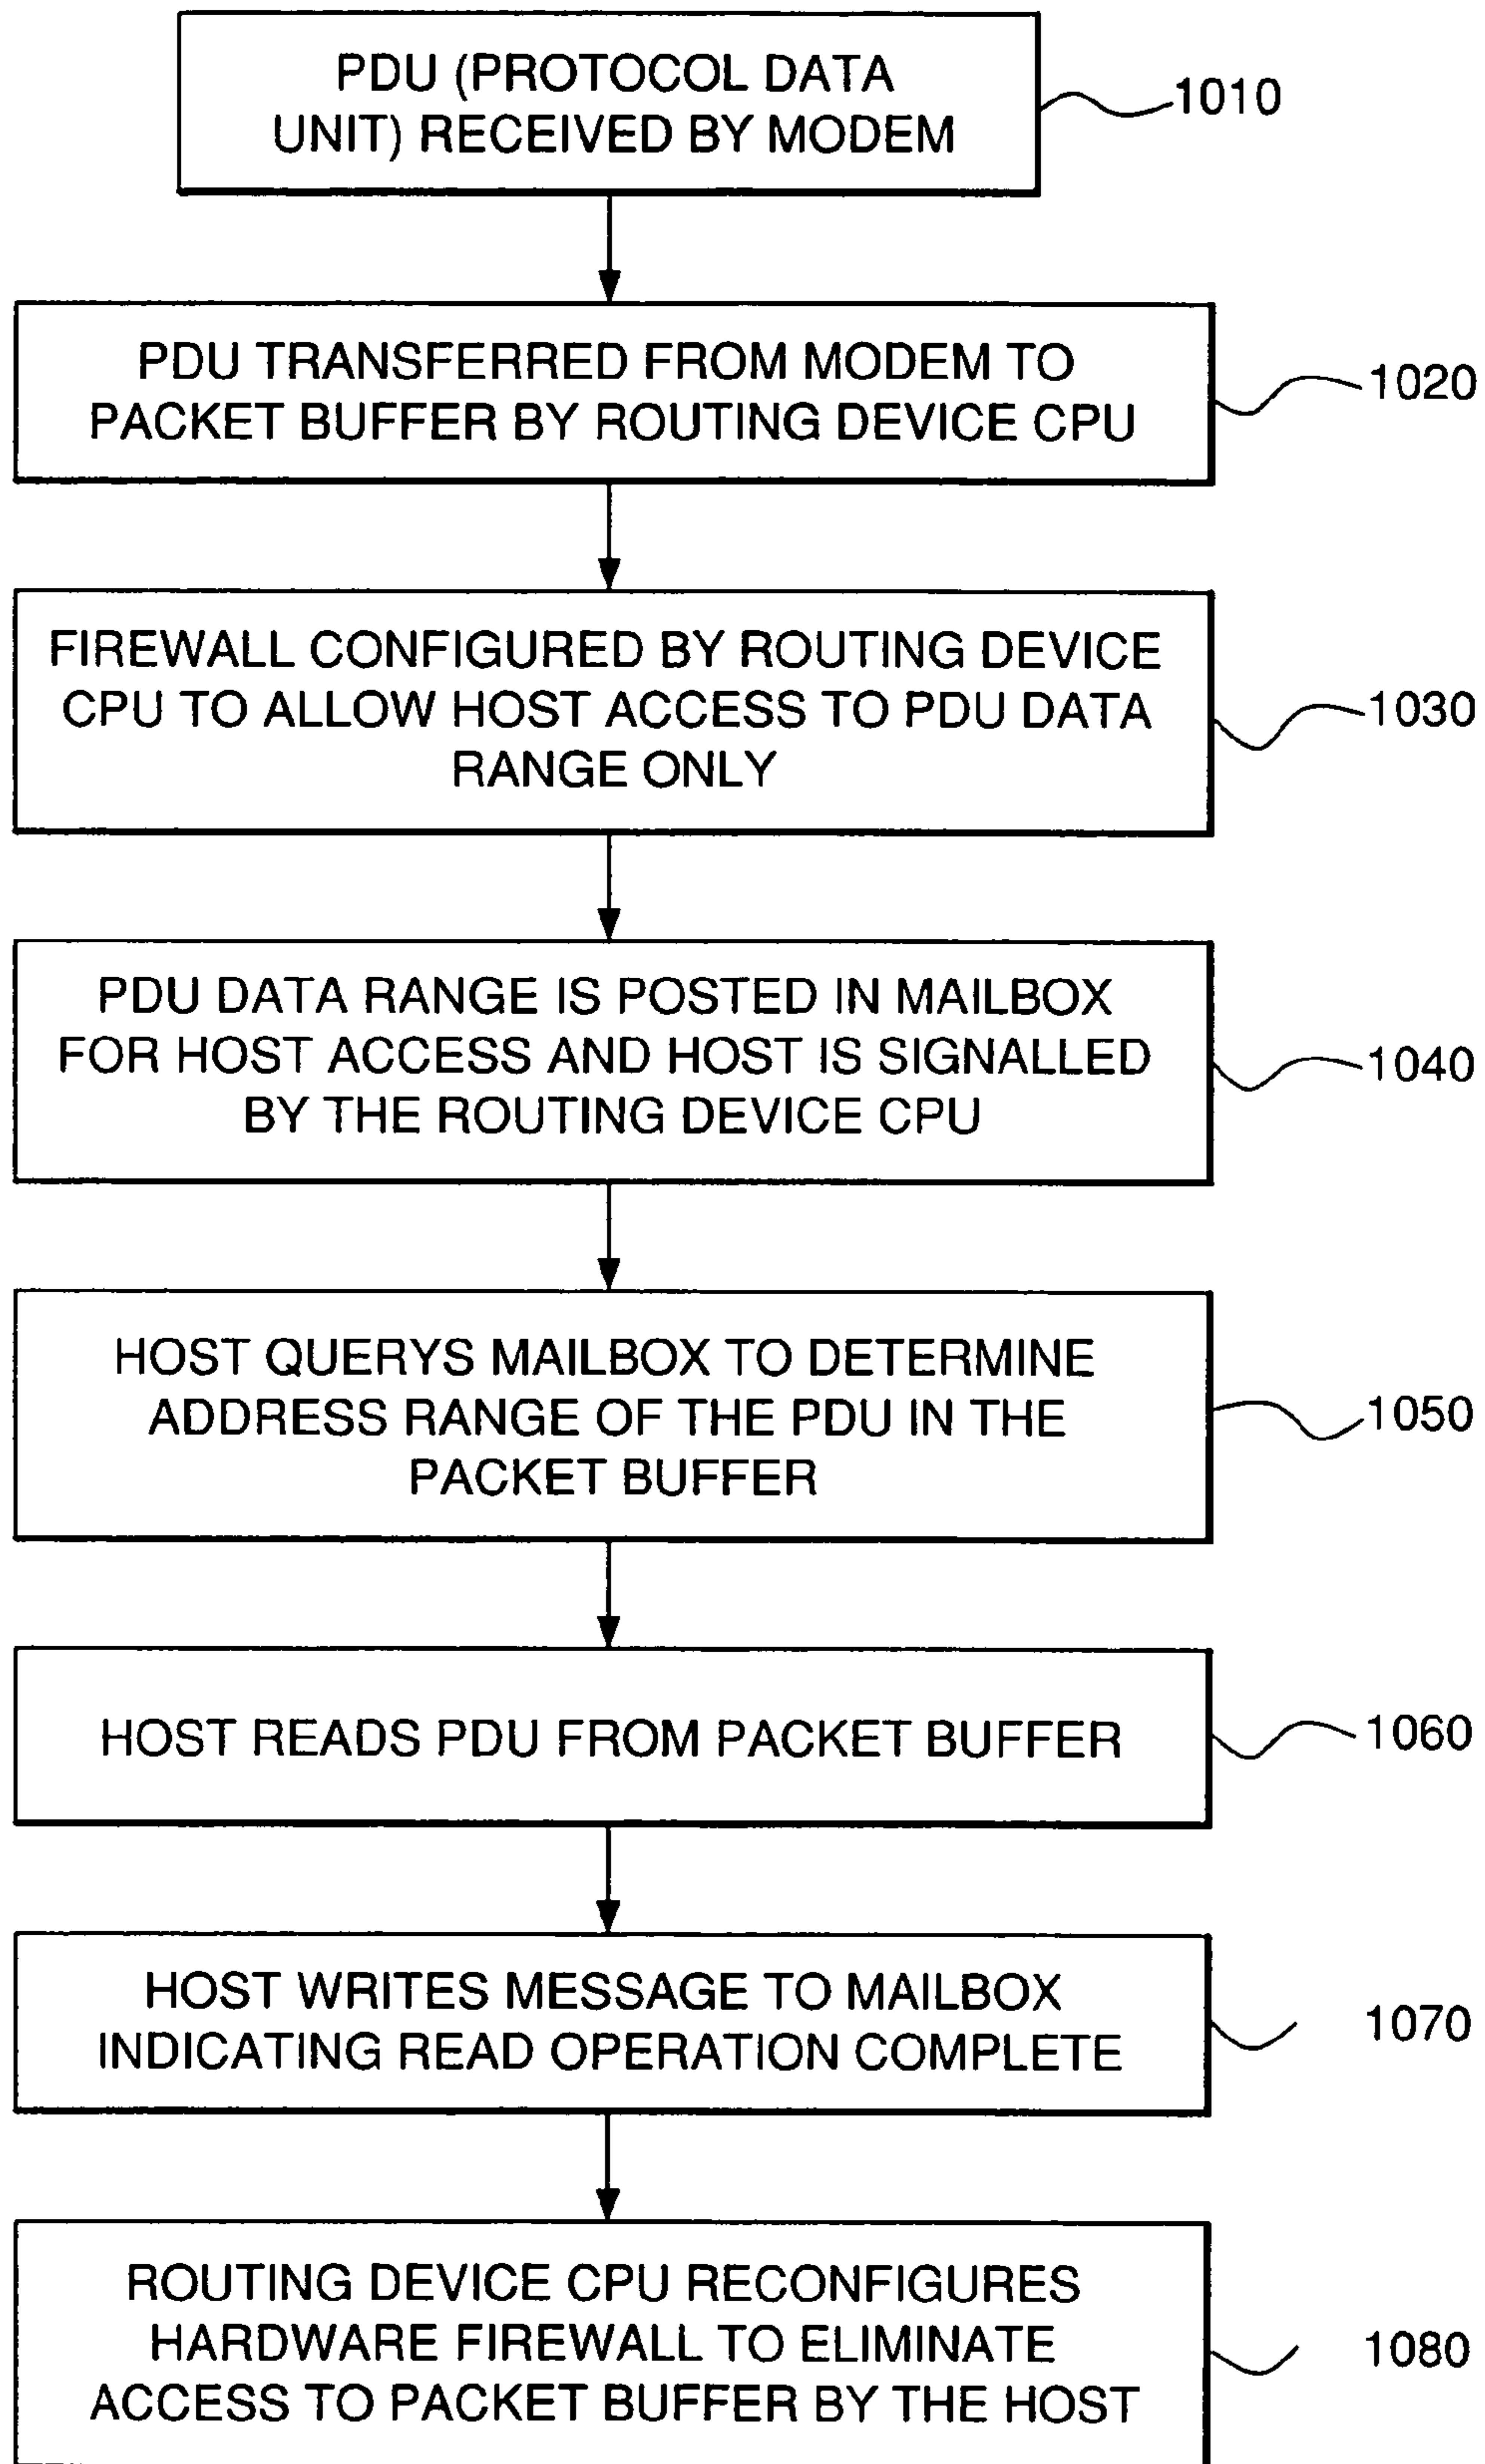 PDU (PROTOCOL DATA
UNIT) RECEIVED BY MODEM
1010
PDU TRANSFERRED FROM MODEM TO
PACKET BUFFER BY ROUTING DEVICE CPU
1020
FIREWALL CONFIGURED BY ROUTING DEVICE
CPU TO ALLOW HOST ACCESS TO PDU DATA
RANGE ONLY
1030
PDU DATA RANGE IS POSTED IN MAILBOX
FOR HOST ACCESS AND HOST IS SIGNALLED
BY THE ROUTING DEVICE CPU
1040
HOST QUERYS MAILBOX TO DETERMINE
ADDRESS RANGE OF THE PDU IN THE
PACKET BUFFER
1050
HOST READS PDU FROM PACKET BUFFER
1060
HOST WRITES MESSAGE TO MAILBOX
INDICATING READ OPERATION COMPLETE
1070
ROUTING DEVICE CPU RECONFIGURES
HARDWARE FIREWALL TO ELIMINATE
ACCESS TO PACKET BUFFER BY THE HOST
1080